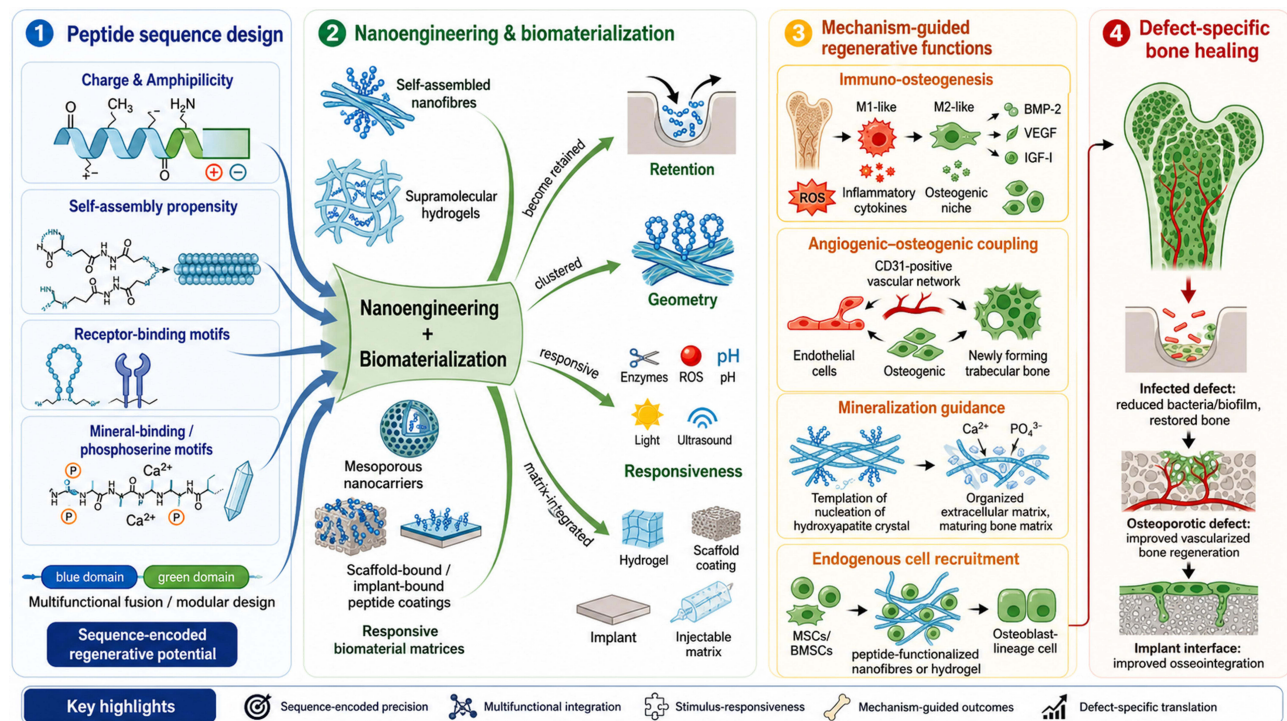 1 Peptide sequence design
Charge & Amphipilicity
O
CH₃
H₂N
+
−
O
Self-assembly propensity
Receptor-binding motifs
Mineral-binding /
phosphoserine motifs
P
Ca²⁺
P
Ca²⁺
P
blue domain
green domain
Multifunctional fusion / modular design
Sequence-encoded
regenerative potential
2 Nanoengineering & biomaterialization
Self-assembled
nanofibres
Supramolecular
hydrogels
Nanoengineering
+
Biomaterialization
Mesoporous
nanocarriers
Scaffold-bound /
implant-bound
peptide coatings
Responsive
biomaterial matrices
become retained
Retention
clustered
Geometry
responsive
Enzymes
ROS
pH
pH
Light
Ultrasound
Responsiveness
matrix-integrated
Hydrogel
Scaffold
coating
Implant
Injectable
matrix
3 Mechanism-guided
regenerative functions
Immuno-osteogenesis
M1-like
M2-like
BMP-2
VEGF
IGF-I
ROS
Inflammatory
cytokines
Osteogenic
niche
Angiogenic–osteogenic coupling
CD31-positive
vascular network
Endothelial
cells
Osteogenic
Newly forming
trabecular bone
Mineralization guidance
Ca²⁺
PO₄³⁻
Templation of
nucleation of
hydroxyapatite crystal
Organized
extracellular matrix,
maturing bone matrix
Endogenous cell recruitment
MSCs/
BMSCs
peptide-functionalized
nanofibres or hydrogel
Osteoblast-
lineage cell
4 Defect-specific
bone healing
Infected defect:
reduced bacteria/biofilm,
restored bone
Osteoporotic defect:
improved vascularized
bone regeneration
Implant interface:
improved osseointegration
Key highlights
Sequence-encoded precision
Multifunctional integration
Stimulus-responsiveness
Mechanism-guided outcomes
Defect-specific translation